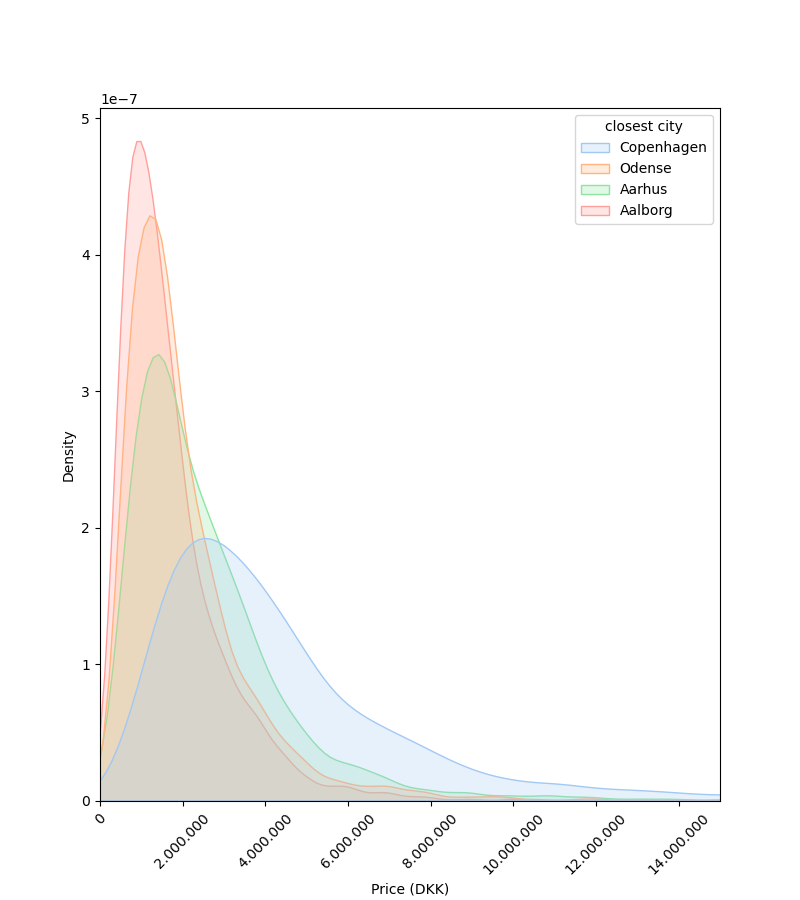 1e−7
closest city
Copenhagen
Odense
Aarhus
Aalborg
5
4
3
2
1
0
Density
0
2.000.000
4.000.000
6.000.000
8.000.000
10.000.000
12.000.000
14.000.000
Price (DKK)